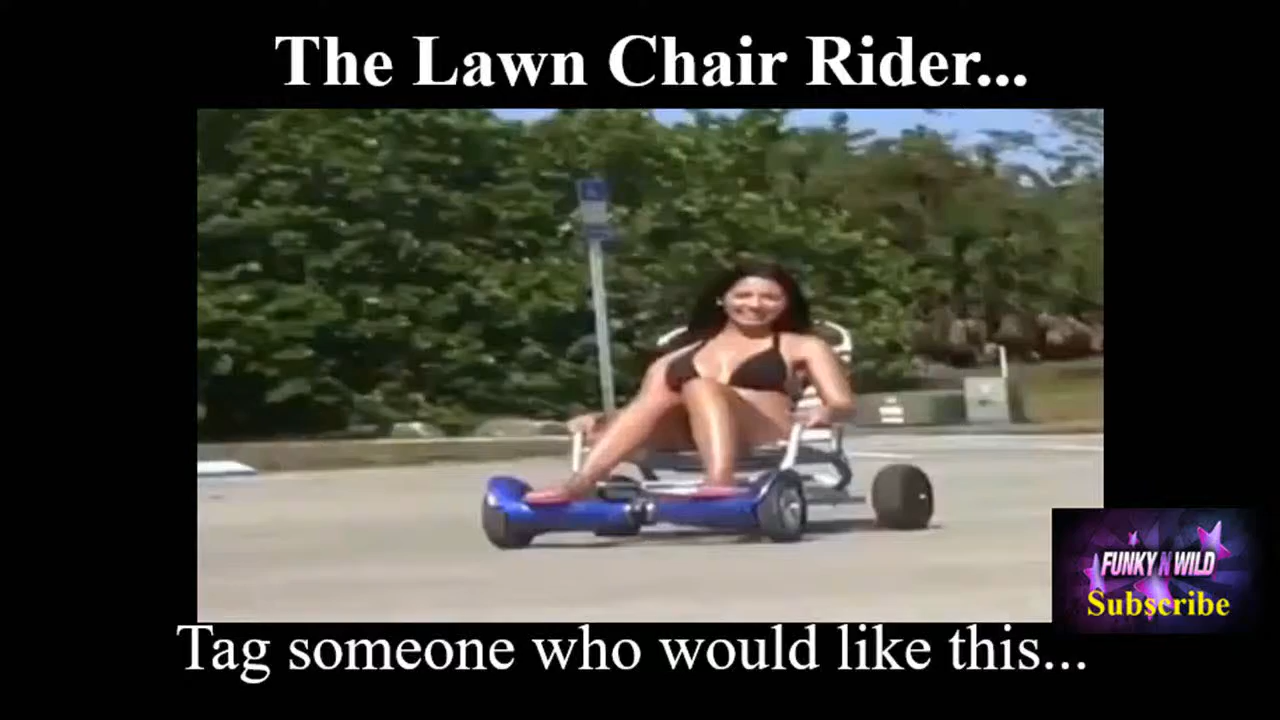 The Lawn Chair Rider...
FUNKY N WILD
Subscribe
Tag someone who would like this...